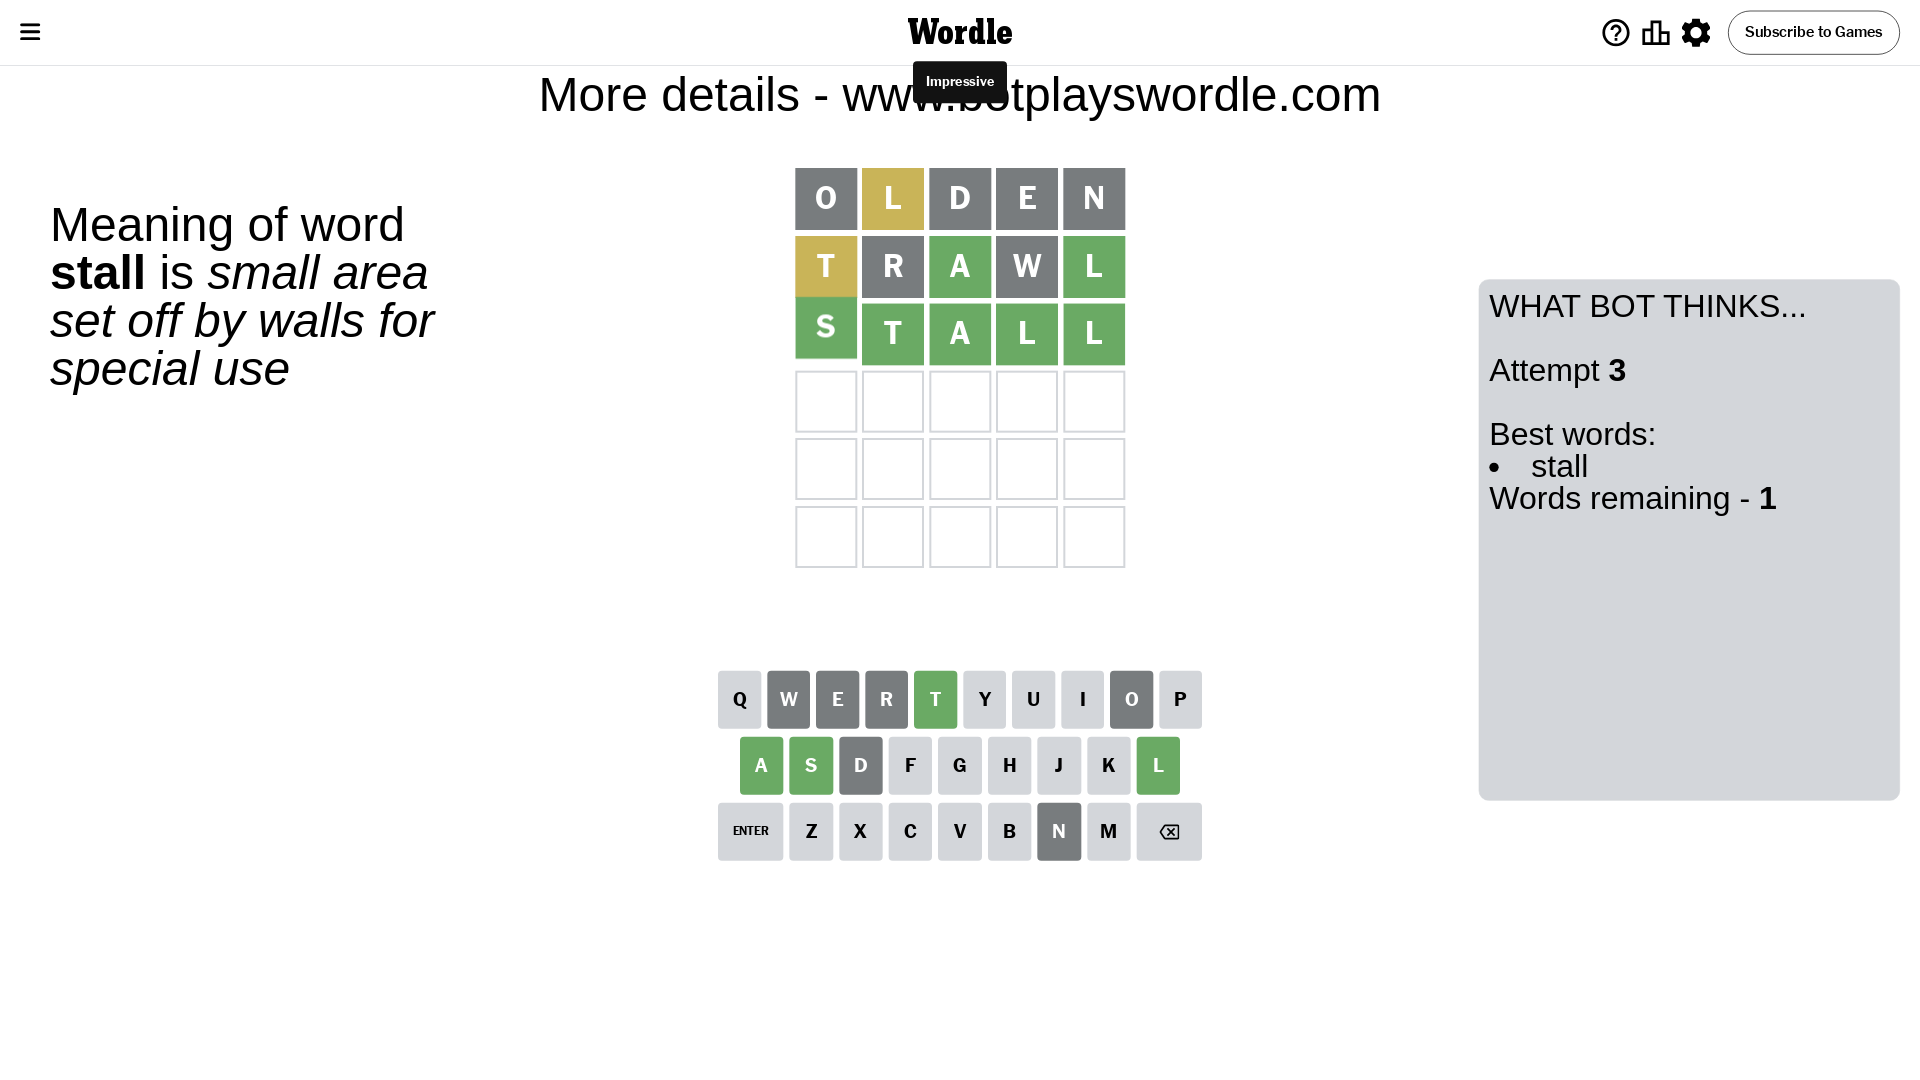 Wordle
Subscribe to Games
Impressive
More details - www.botplayswordle.com
Meaning of word
stall is small area
set off by walls for
special use
O L D E N
T R A W L
S T A L L
WHAT BOT THINKS...
Attempt 3
Best words:
• stall
Words remaining - 1
Q W E R T Y U I O P
A S D F G H J K L
ENTER Z X C V B N M